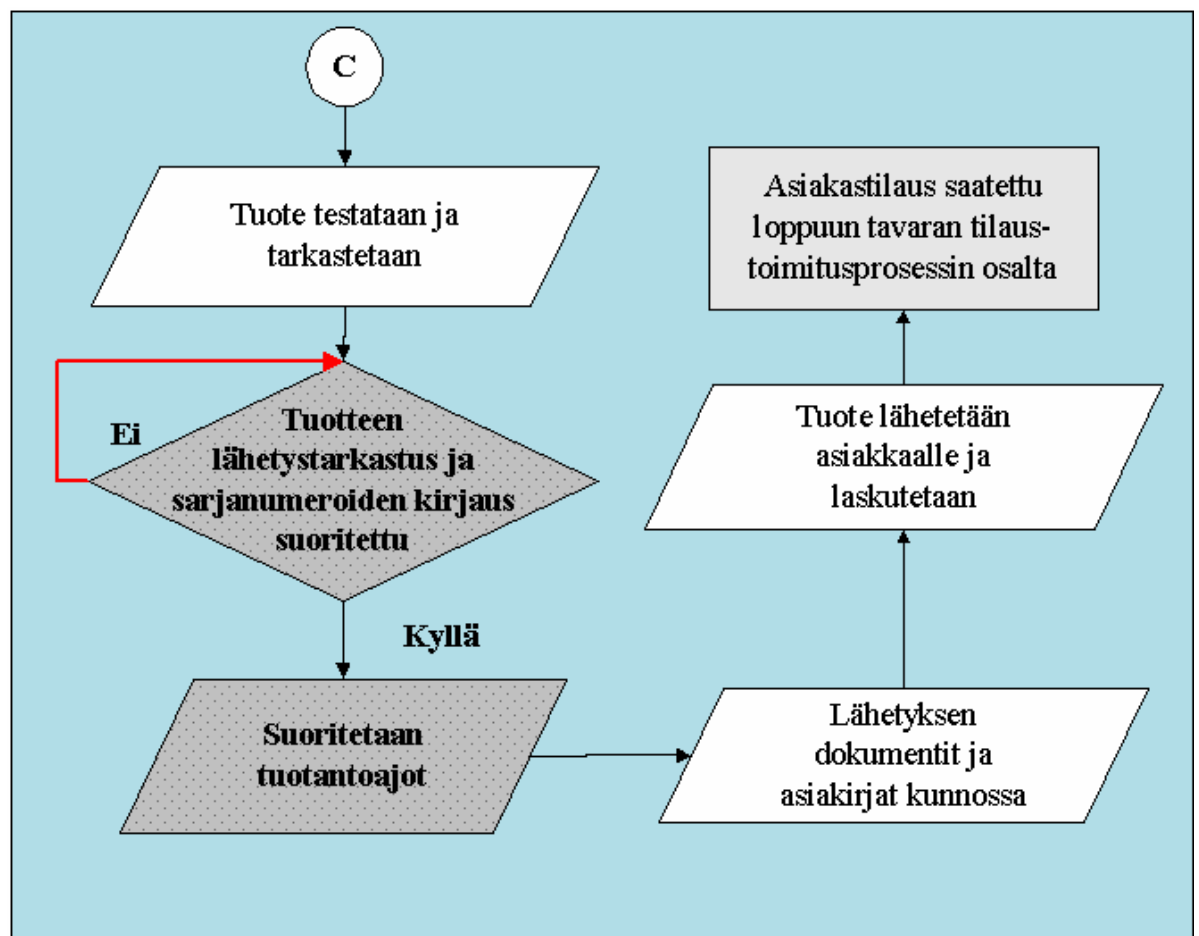 C
Tuote testataan ja
tarkastetaan
Ei
Tuotteen
lähetystarkastus ja
sarjanumeroiden kirjaus
suoritettu
Kyllä
Suoritetaan
tuotantoajot
Lähetyksen
dokumentit ja
asiakirjat kunnossa
Tuote lähetetään
asiakkaalle ja
laskutetaan
Asiakastilaus saatettu
loppuun tavaran tilaus-
toimitusprosessin osalta